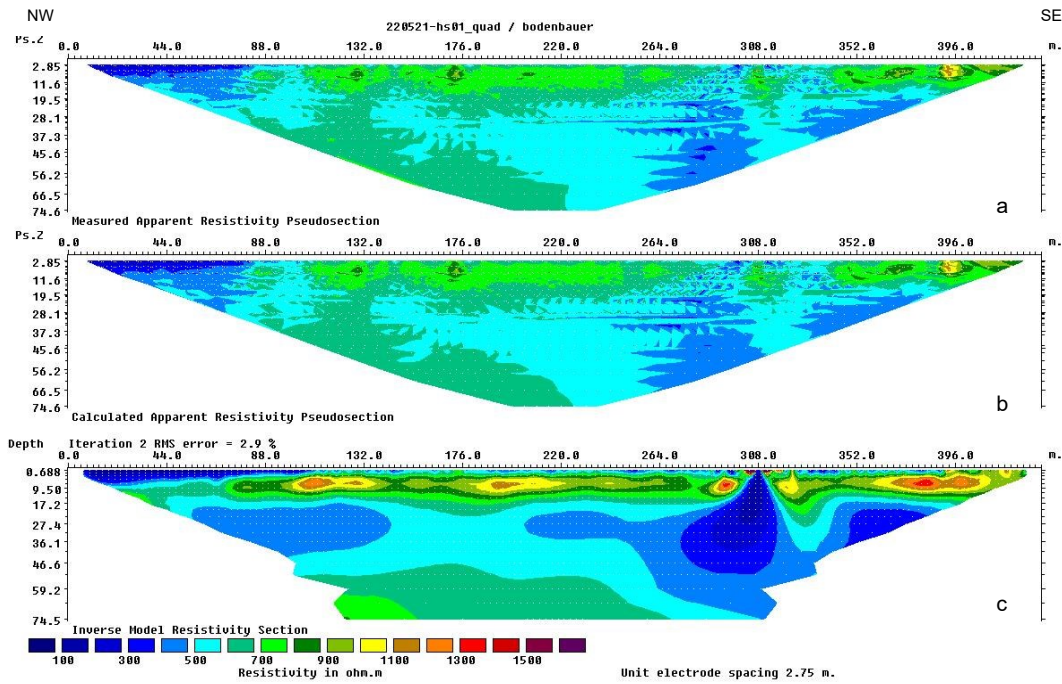 NW SE
220521-hs01_quad / bodenbauer
Ps.Z 0.0 44.0 88.0 132.0 176.0 220.0 264.0 308.0 352.0 396.0 m.
2.85
11.6
19.5
28.1
37.3
45.6
56.2
66.5
74.6
a
Measured Apparent Resistivity Pseudosection
Ps.Z 0.0 44.0 88.0 132.0 176.0 220.0 264.0 308.0 352.0 396.0 m.
2.85
11.6
19.5
28.1
37.3
45.6
56.2
66.5
74.6
b
Calculated Apparent Resistivity Pseudosection
Depth Iteration 2 RMS error = 2.9 %
0.0 44.0 88.0 132.0 176.0 220.0 264.0 308.0 352.0 396.0 m.
0.688
9.50
17.2
27.4
36.1
46.6
59.2
74.5
c
Inverse Model Resistivity Section
100 300 500 700 900 1100 1300 1500
Resistivity in ohm.m Unit electrode spacing 2.75 m.